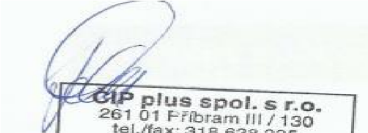 CIP plus spol. s r.o.
261 01 Příbram III / 130
tel./fax: 318 638